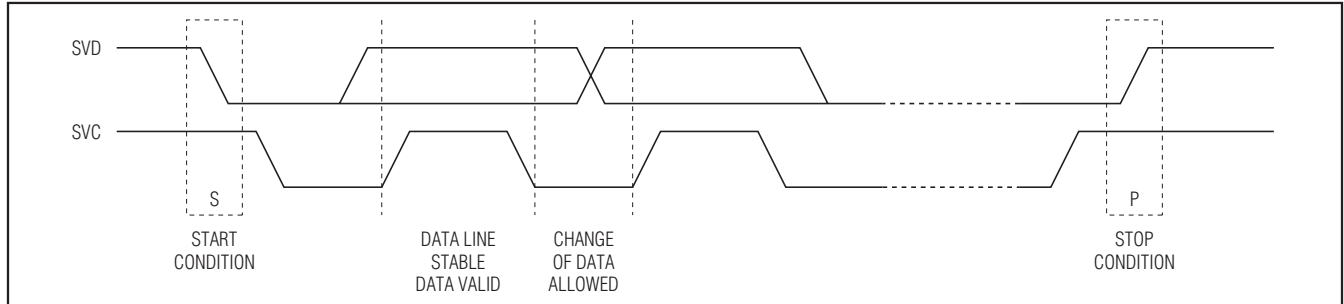 SVD
SVC
S
P
START
CONDITION
DATA LINE
STABLE
DATA VALID
CHANGE
OF DATA
ALLOWED
STOP
CONDITION